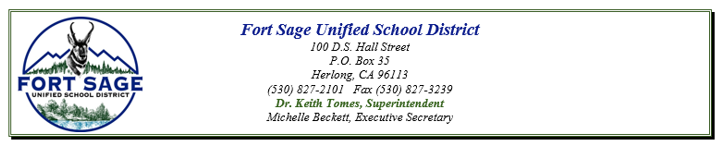 Fort Sage Unified School District
100 D.S. Hall Street
P.O. Box 35
Herlong, CA 96113
(530) 827-2101 Fax (530) 827-3239
Dr. Keith Tomes, Superintendent
Michelle Beckett, Executive Secretary
FORT SAGE
UNIFIED SCHOOL DISTRICT